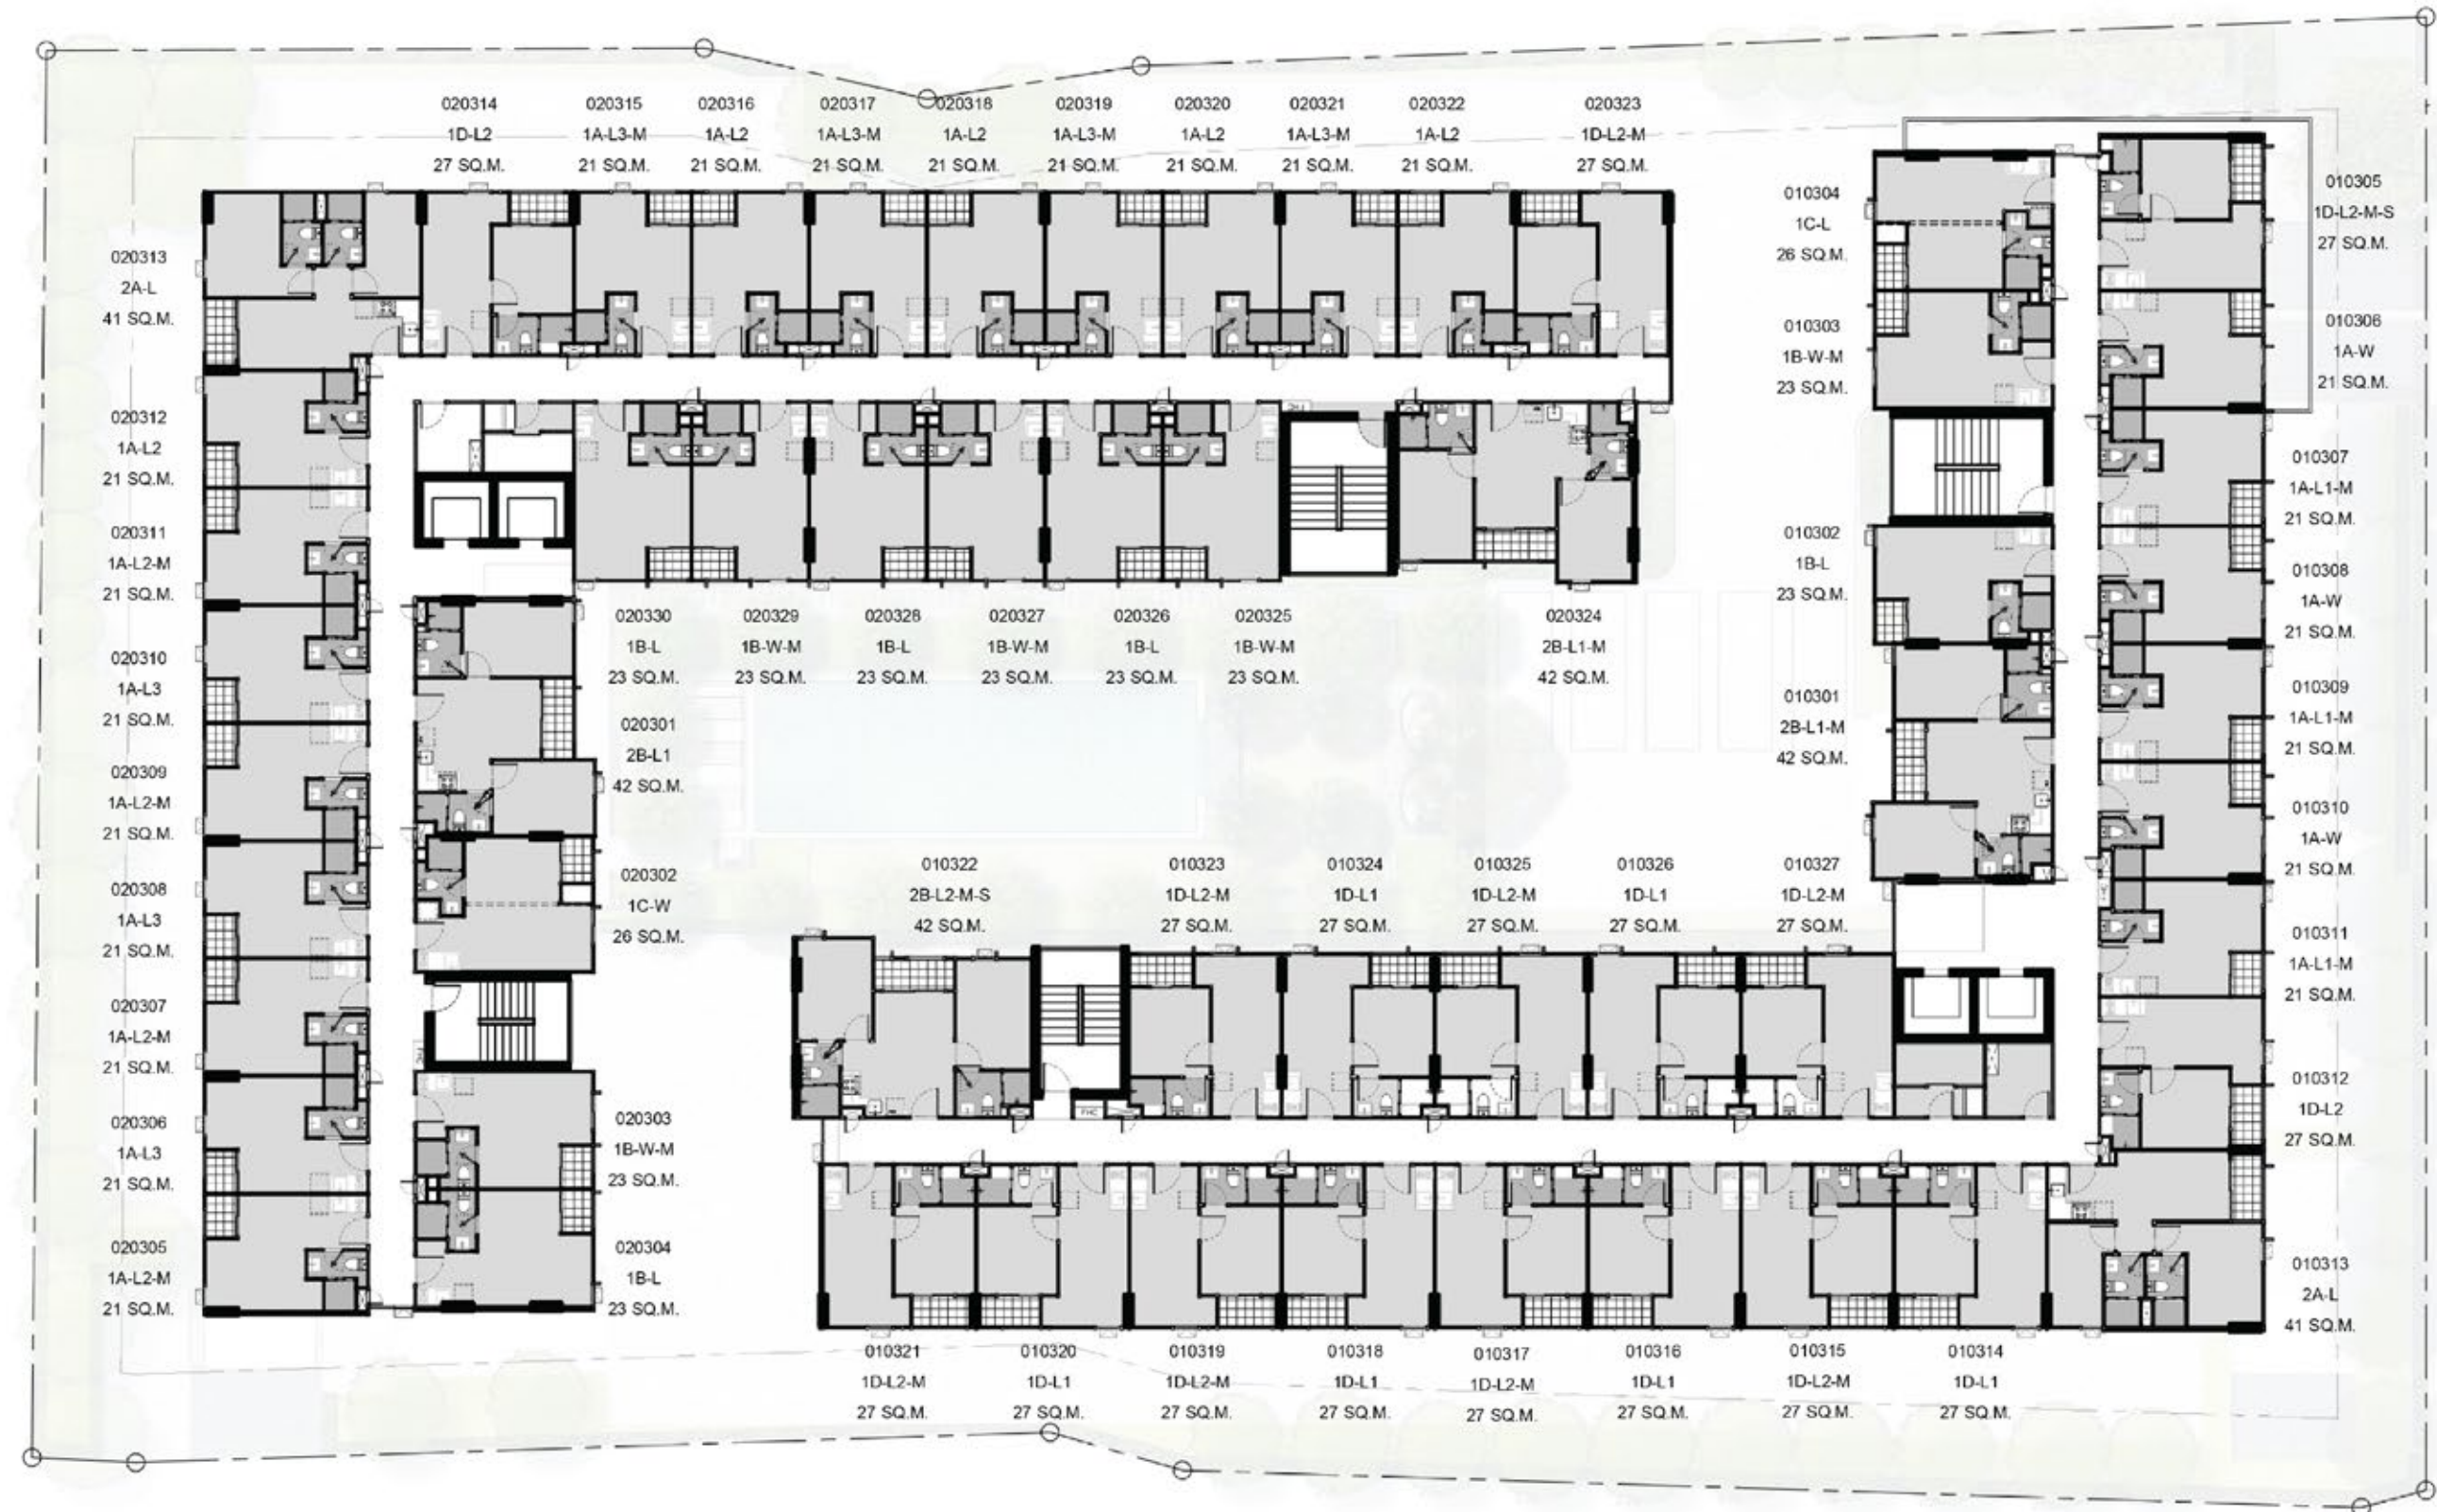 020314
1D-L2
27 SQ.M.
020315
1A-L3-M
21 SQ.M.
020316
1A-L2
21 SQ.M.
020317
1A-L3-M
21 SQ.M.
020318
1A-L2
21 SQ.M.
020319
1A-L3-M
21 SQ.M.
020320
1A-L2
21 SQ.M.
020321
1A-L3-M
21 SQ.M.
020322
1A-L2
21 SQ.M.
020323
1D-L2-M
27 SQ.M.
020313
2A-L
41 SQ.M.
020312
1A-L2
21 SQ.M.
020311
1A-L2-M
21 SQ.M.
020310
1A-L3
21 SQ.M.
020309
1A-L2-M
21 SQ.M.
020308
1A-L3
21 SQ.M.
020307
1A-L2-M
21 SQ.M.
020306
1A-L3
21 SQ.M.
020305
1A-L2-M
21 SQ.M.
020330
1B-L
23 SQ.M.
020329
1B-W-M
23 SQ.M.
020328
1B-L
23 SQ.M.
020327
1B-W-M
23 SQ.M.
020326
1B-L
23 SQ.M.
020325
1B-W-M
23 SQ.M.
020324
2B-L1-M
42 SQ.M.
020301
2B-L1
42 SQ.M.
020302
1C-W
26 SQ.M.
020303
1B-W-M
23 SQ.M.
020304
1B-L
23 SQ.M.
010304
1C-L
26 SQ.M.
010303
1B-W-M
23 SQ.M.
010302
1B-L
23 SQ.M.
010301
2B-L1-M
42 SQ.M.
010305
1D-L2-M-S
27 SQ.M.
010306
1A-W
21 SQ.M.
010307
1A-L1-M
21 SQ.M.
010308
1A-W
21 SQ.M.
010309
1A-L1-M
21 SQ.M.
010310
1A-W
21 SQ.M.
010311
1A-L1-M
21 SQ.M.
010312
1D-L2
27 SQ.M.
010313
2A-L
41 SQ.M.
010322
2B-L2-M-S
42 SQ.M.
010323
1D-L2-M
27 SQ.M.
010324
1D-L1
27 SQ.M.
010325
1D-L2-M
27 SQ.M.
010326
1D-L1
27 SQ.M.
010327
1D-L2-M
27 SQ.M.
FHC
010321
1D-L2-M
27 SQ.M.
010320
1D-L1
27 SQ.M.
010319
1D-L2-M
27 SQ.M.
010318
1D-L1
27 SQ.M.
010317
1D-L2-M
27 SQ.M.
010316
1D-L1
27 SQ.M.
010315
1D-L2-M
27 SQ.M.
010314
1D-L1
27 SQ.M.